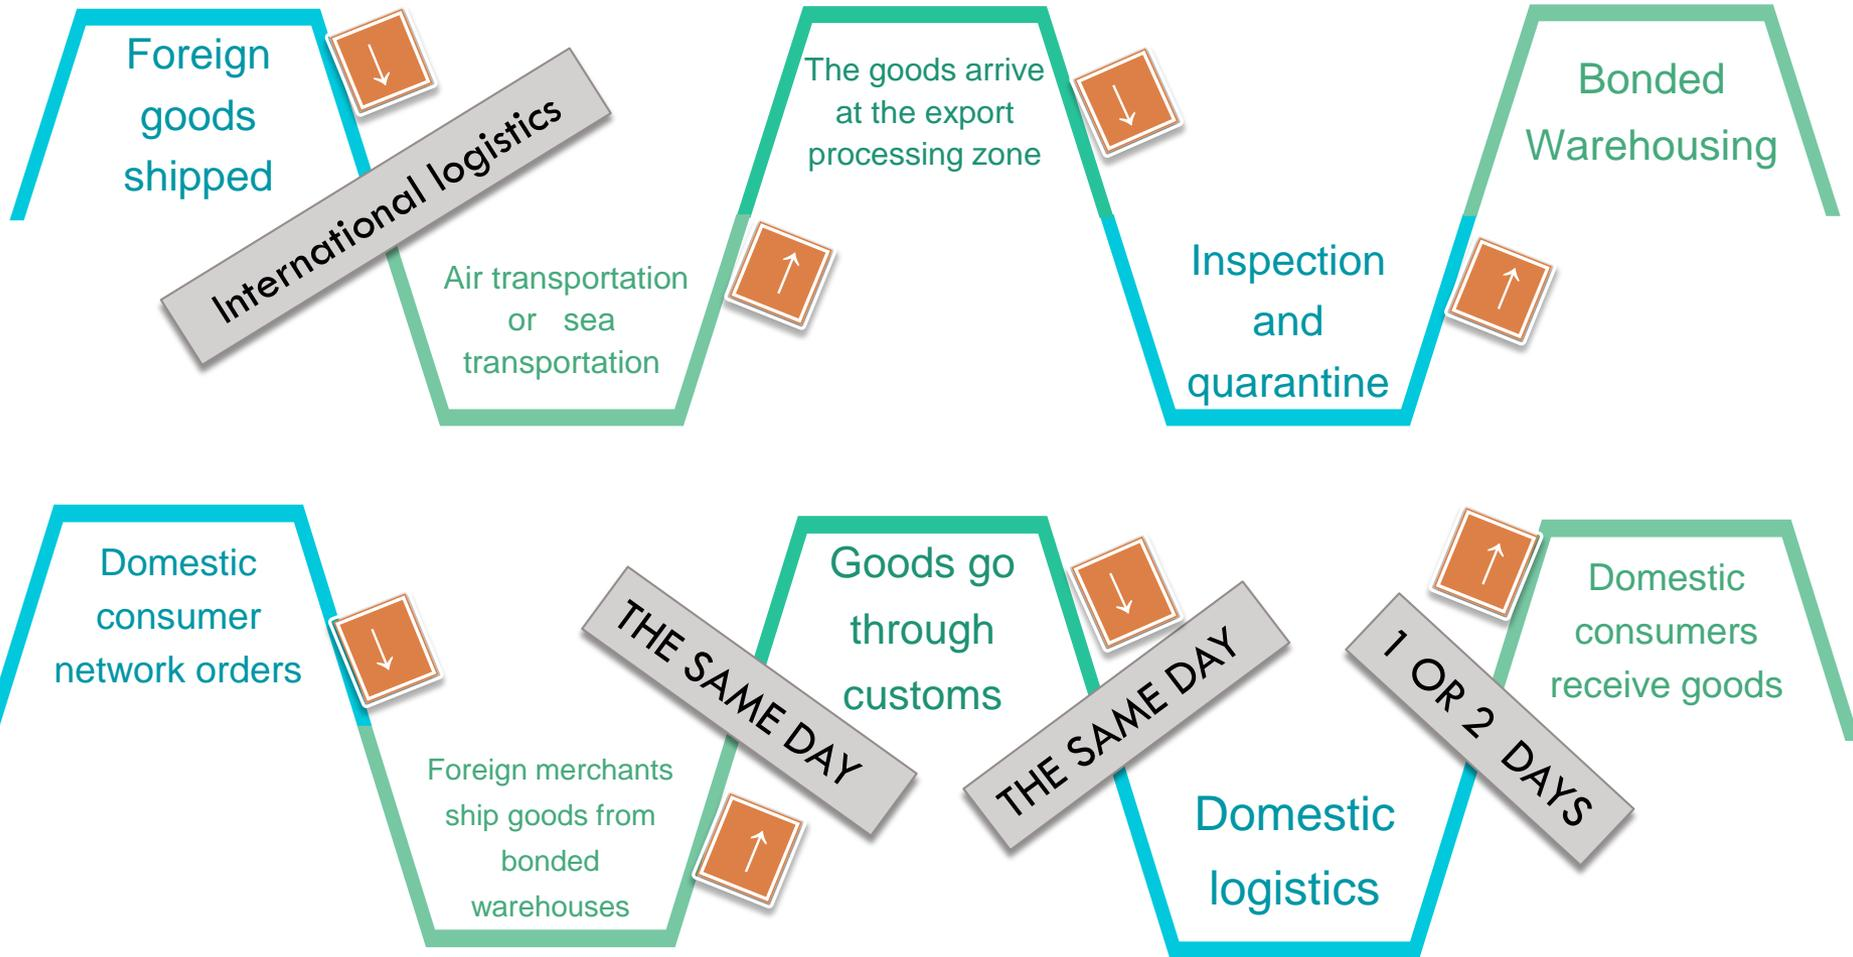 Foreign
goods
shipped
↓
International logistics
Air transportation
or sea
transportation
↑
The goods arrive
at the export
processing zone
↓
Inspection
and
quarantine
↑
Bonded
Warehousing
Domestic
consumer
network orders
↓
Foreign merchants
ship goods from
bonded
warehouses
↑
THE SAME DAY
Goods go
through
customs
↓
THE SAME DAY
Domestic
logistics
↑
1 OR 2 DAYS
Domestic
consumers
receive goods